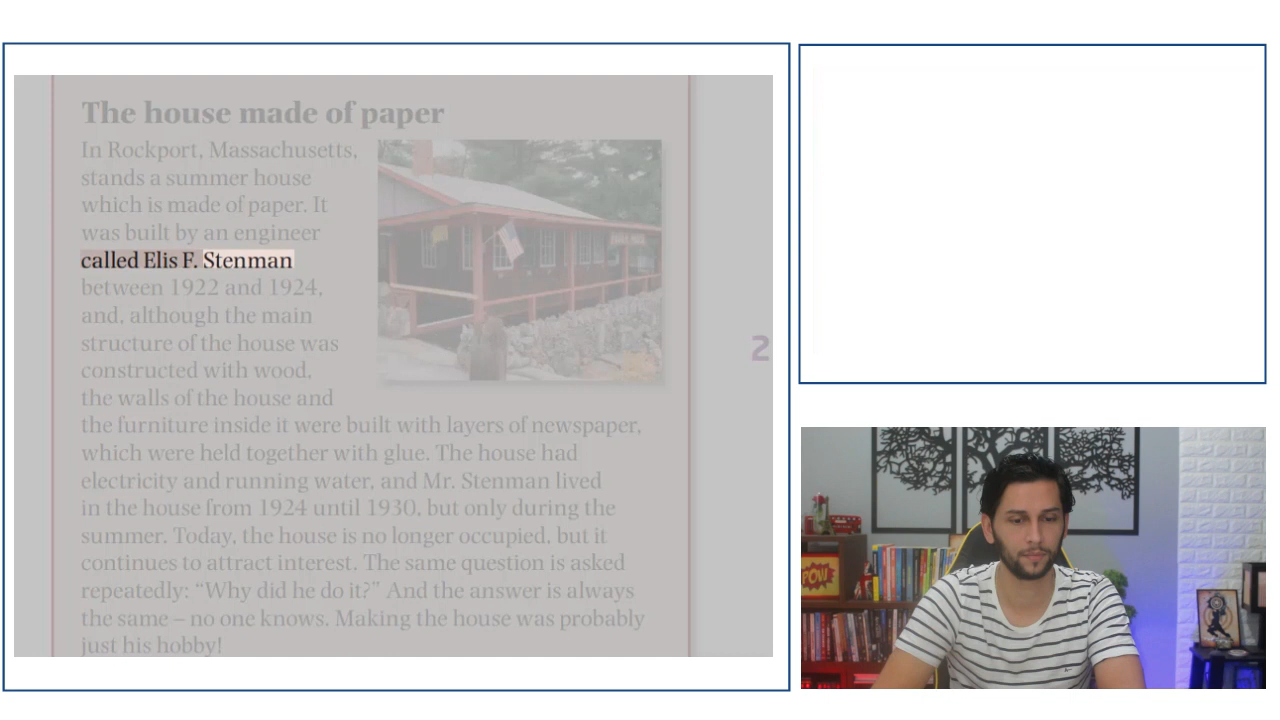 The house made of paper
In Rockport, Massachusetts,
stands a summer house
which is made of paper. It
was built by an engineer
called Elis F. Stenman
between 1922 and 1924,
and, although the main
structure of the house was
constructed with wood,
the walls of the house and
the furniture inside it were built with layers of newspaper,
which were held together with glue. The house had
electricity and running water, and Mr. Stenman lived
in the house from 1924 until 1930, but only during the
summer. Today, the house is no longer occupied, but it
continues to attract interest. The same question is asked
repeatedly: “Why did he do it?” And the answer is always
the same – no one knows. Making the house was probably
just his hobby!
2
POW